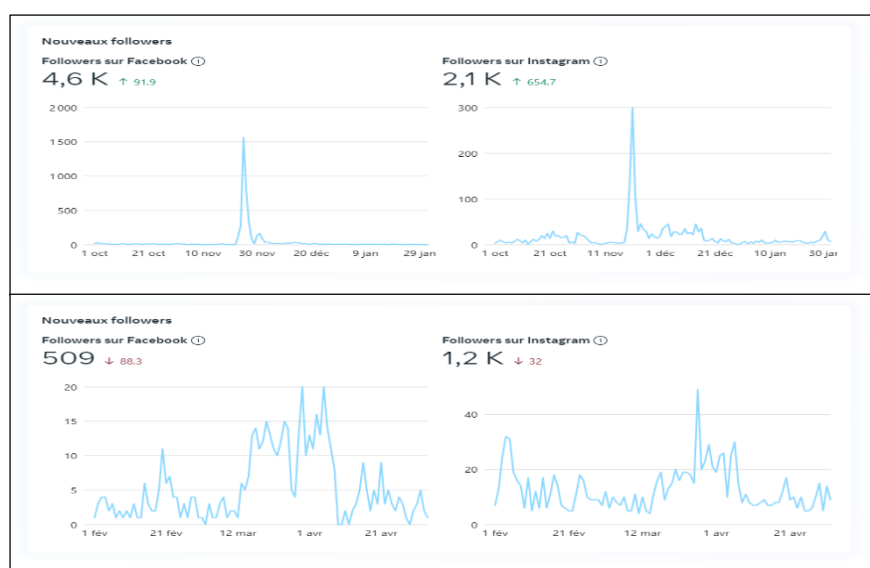 Nouveaux followers
Followers sur Facebook
4,6 K ↑ 91.9
2 000
1 500
1 000
500
0
1 oct 21 oct 10 nov 30 nov 20 déc 9 jan 29 jan
Followers sur Instagram
2,1 K ↑ 654.7
300
200
100
0
1 oct 21 oct 11 nov 1 déc 21 déc 10 jan 30 jan
Nouveaux followers
Followers sur Facebook
509 ↓ 88.3
20
15
10
5
0
1 fév 21 fév 12 mar 1 avr 21 avr
Followers sur Instagram
1,2 K ↓ 32
40
20
0
1 fév 21 fév 12 mar 1 avr 21 avr